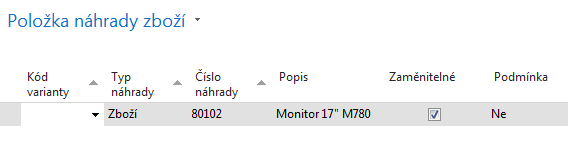 Položka náhrady zboží
Kód varianty Typ náhrady Číslo náhrady Popis Zaměnitelné Podmínka
Zboží 80102 Monitor 17" M780 Ne